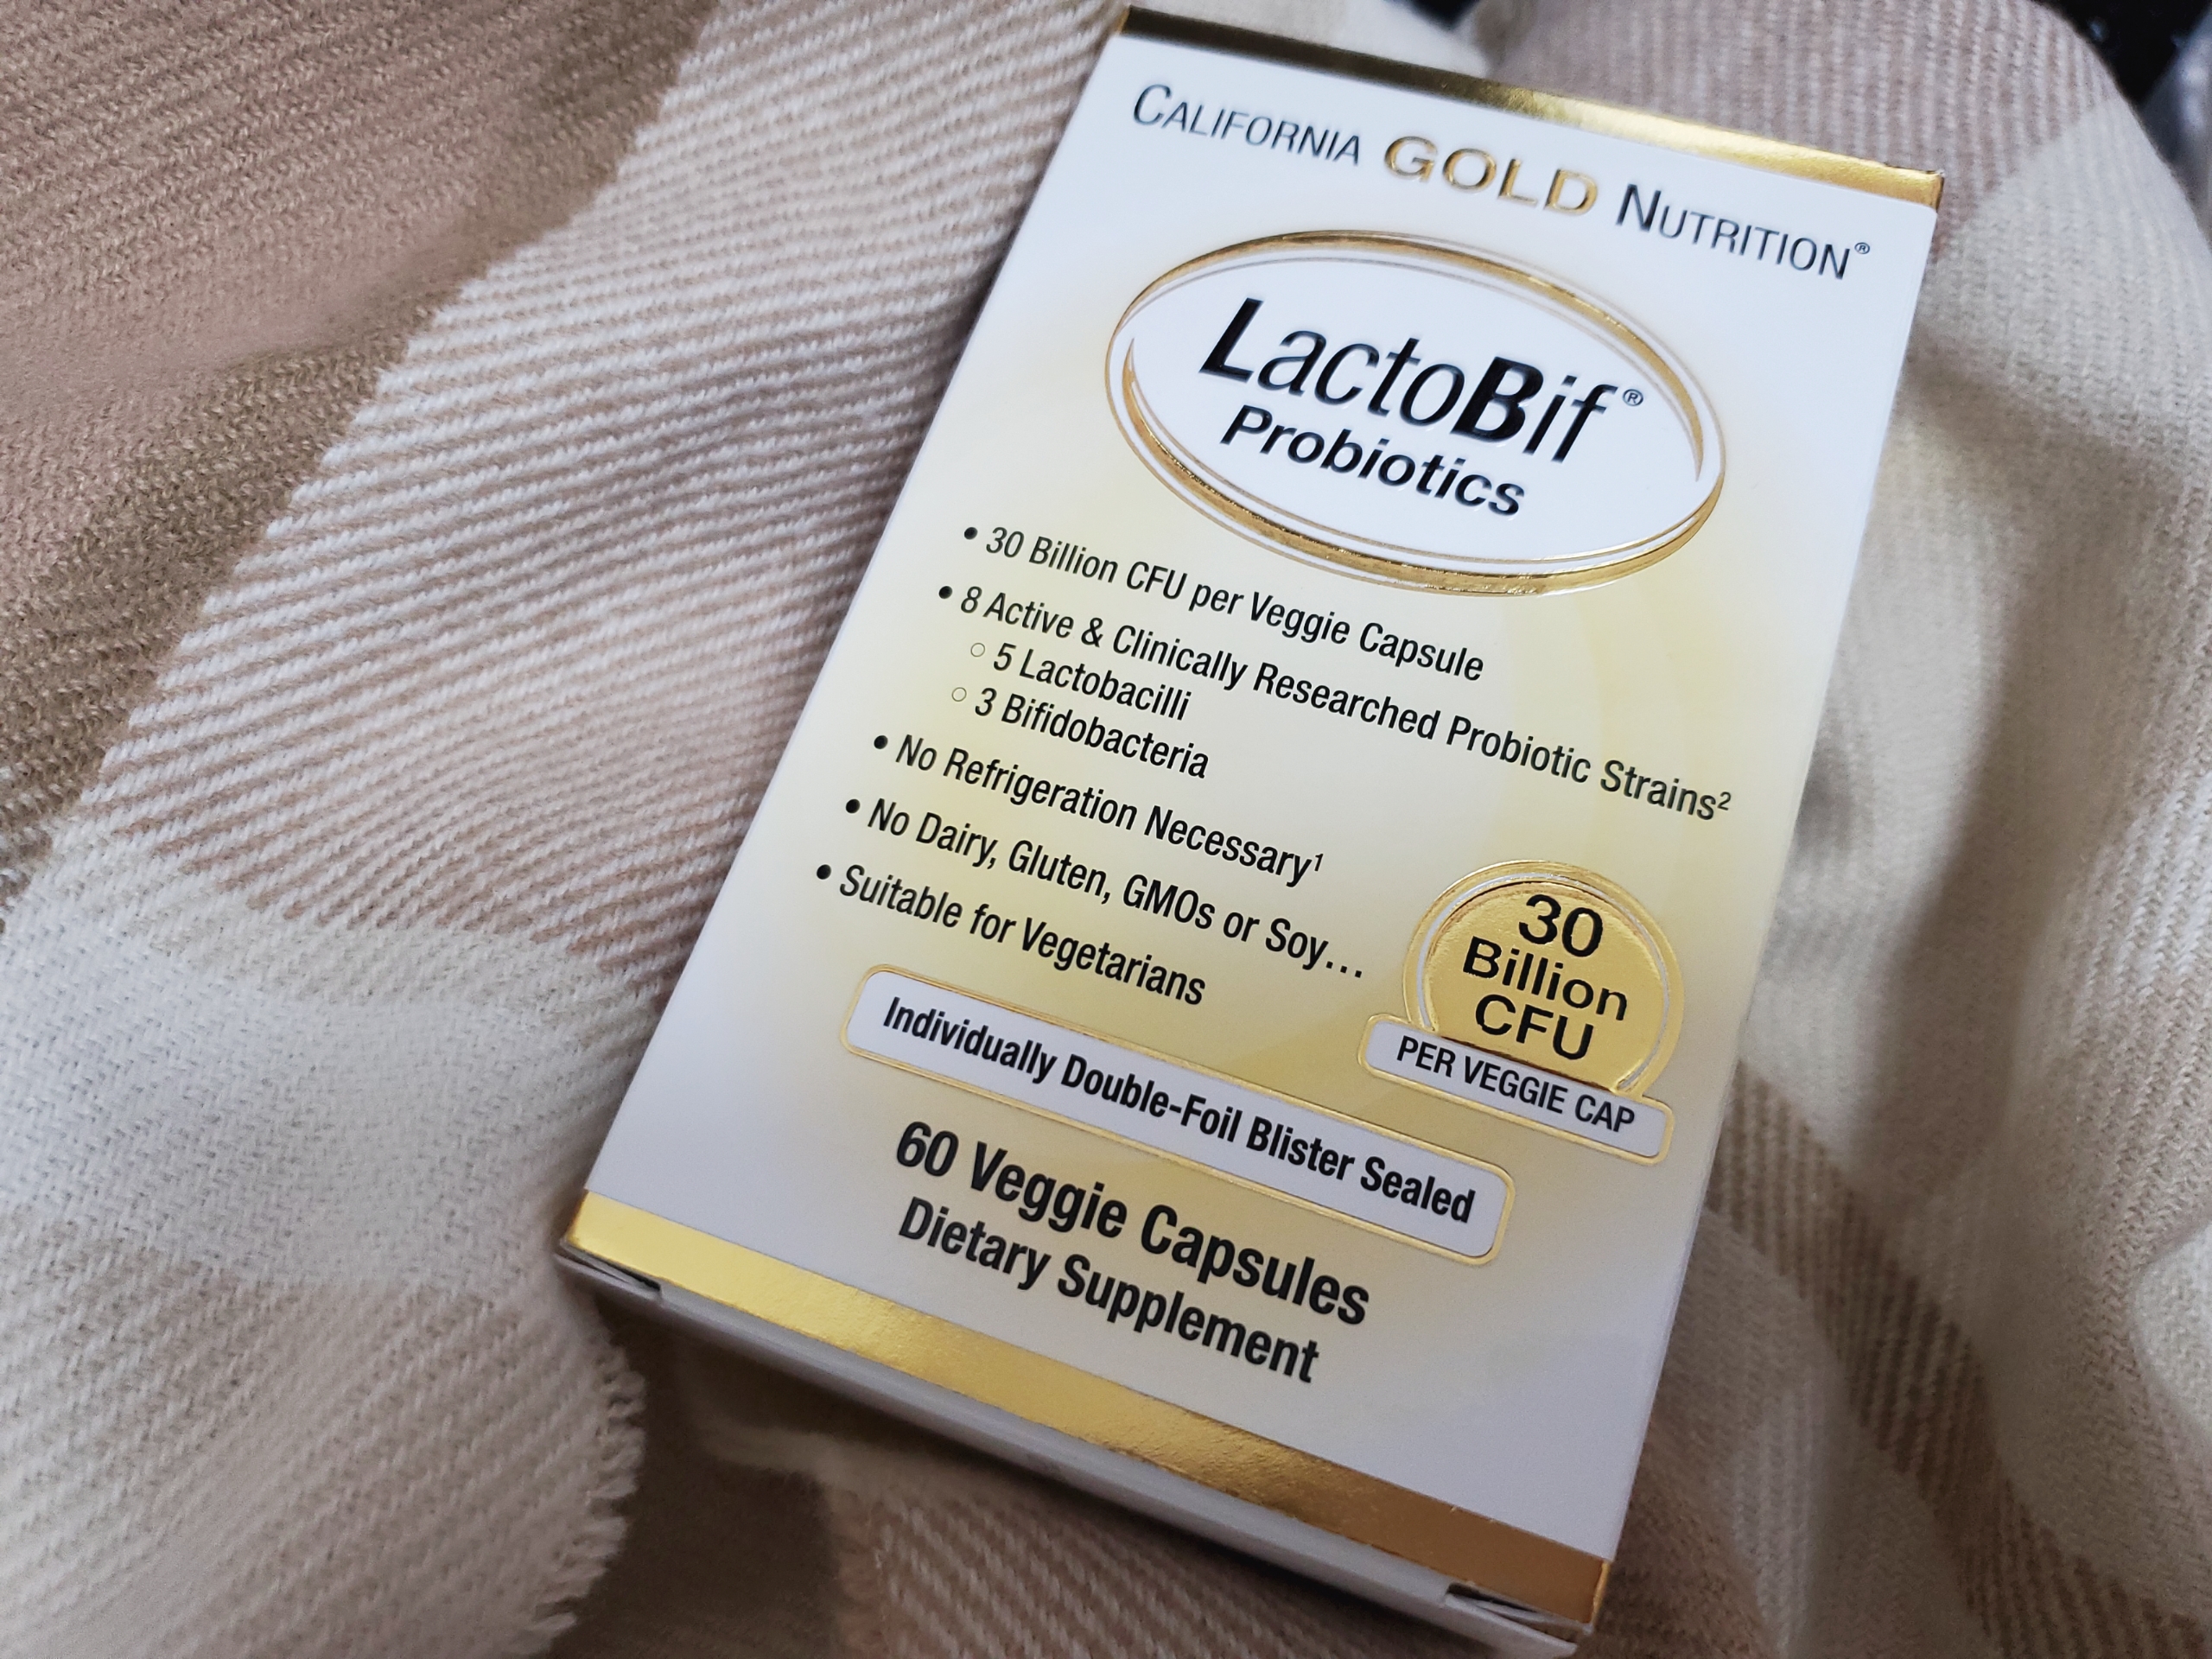 CALIFORNIA GOLD NUTRITION®
LactoBif®
Probiotics
• 30 Billion CFU per Veggie Capsule
• 8 Active & Clinically Researched Probiotic Strains²
○ 5 Lactobacilli
○ 3 Bifidobacteria
• No Refrigeration Necessary¹
• No Dairy, Gluten, GMOs or Soy...
• Suitable for Vegetarians
30
Billion
CFU
PER VEGGIE CAP
Individually Double-Foil Blister Sealed
60 Veggie Capsules
Dietary Supplement